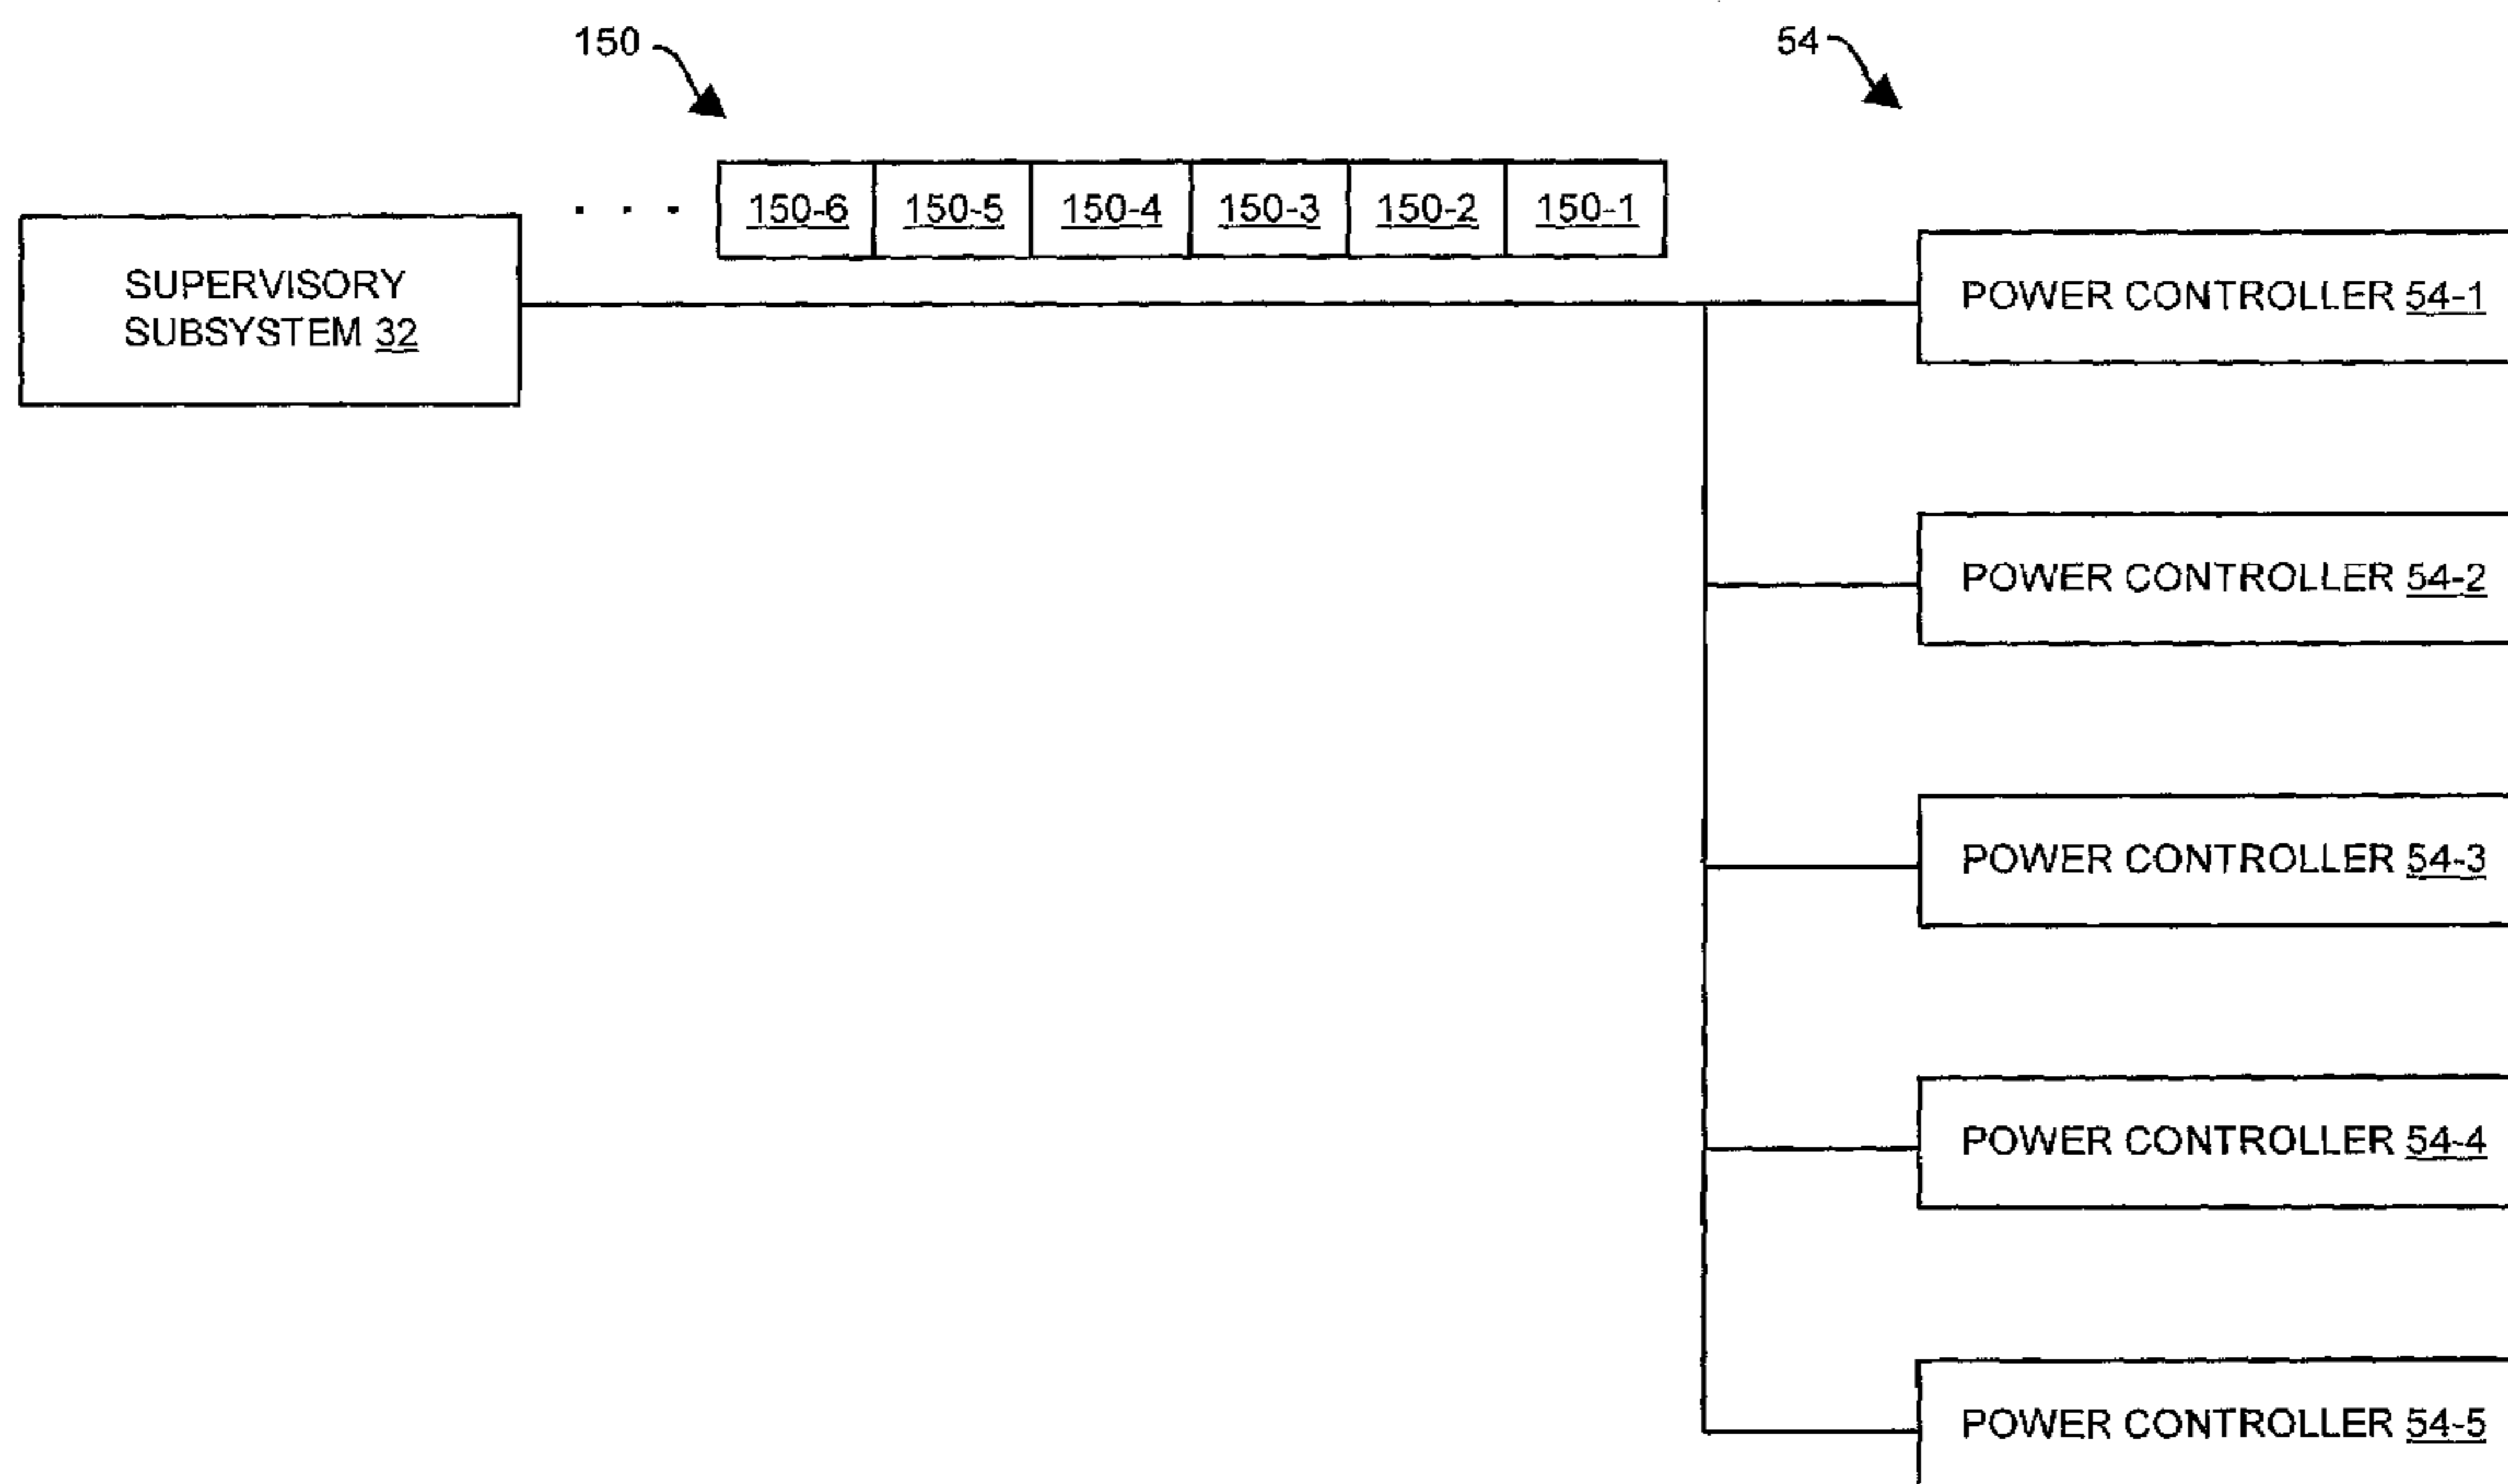 150
54
. . .
150-6 150-5 150-4 150-3 150-2 150-1
SUPERVISORY
SUBSYSTEM 32
POWER CONTROLLER 54-1
POWER CONTROLLER 54-2
POWER CONTROLLER 54-3
POWER CONTROLLER 54-4
POWER CONTROLLER 54-5